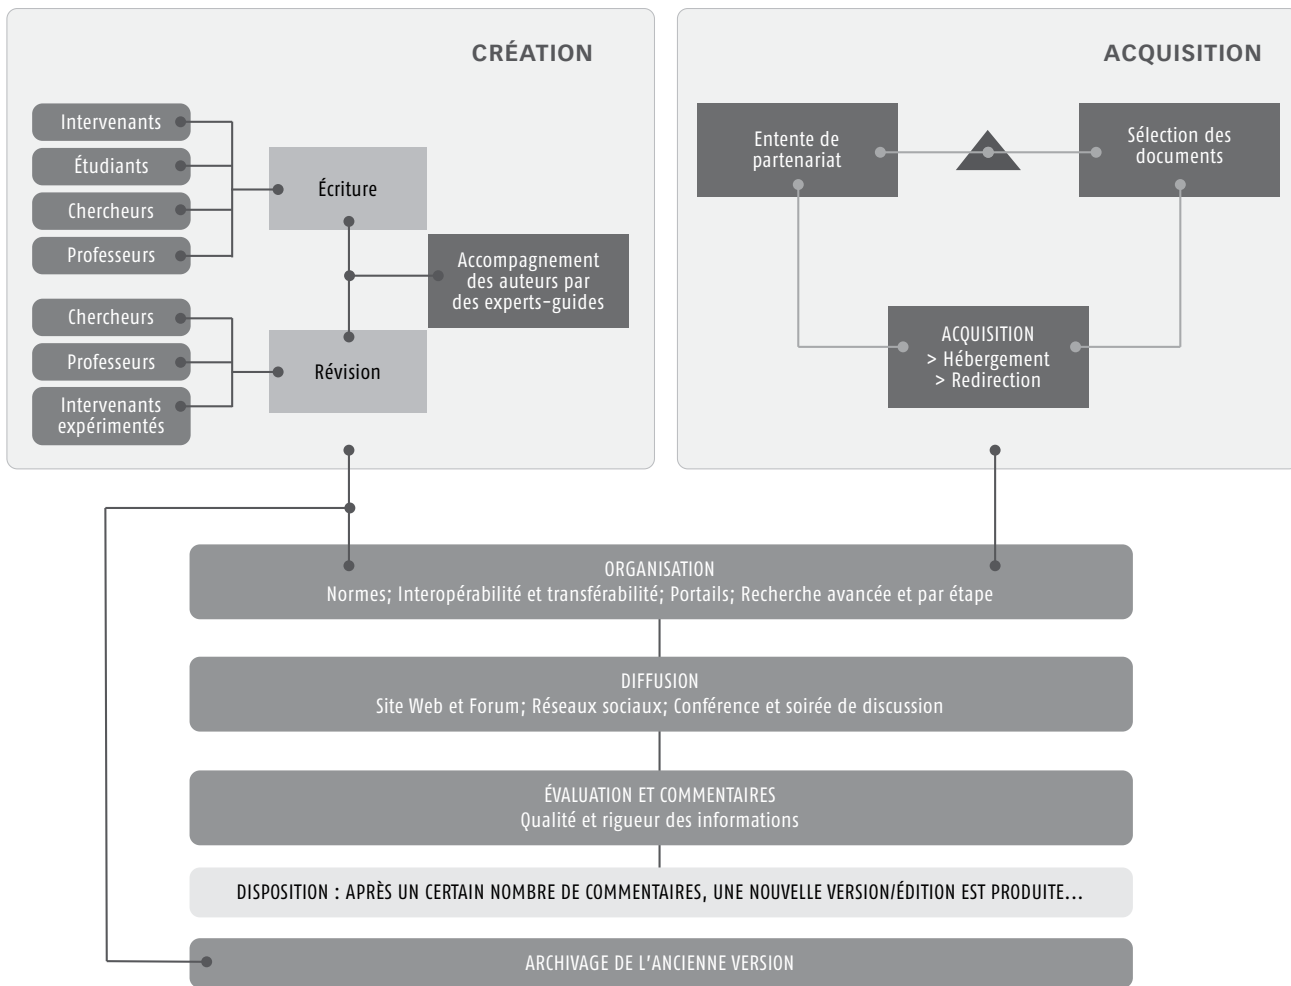 CRÉATION
Intervenants
Étudiants
Chercheurs
Professeurs
Écriture
Accompagnement
des auteurs par
des experts-guides
Chercheurs
Professeurs
Intervenants
expérimentés
Révision
ACQUISITION
Entente de
partenariat
Sélection des
documents
ACQUISITION
> Hébergement
> Redirection
ORGANISATION
Normes; Interopérabilité et transférabilité; Portails; Recherche avancée et par étape
DIFFUSION
Site Web et Forum; Réseaux sociaux; Conférence et soirée de discussion
ÉVALUATION ET COMMENTAIRES
Qualité et rigueur des informations
DISPOSITION : APRÈS UN CERTAIN NOMBRE DE COMMENTAIRES, UNE NOUVELLE VERSION/ÉDITION EST PRODUITE...
ARCHIVAGE DE L'ANCIENNE VERSION